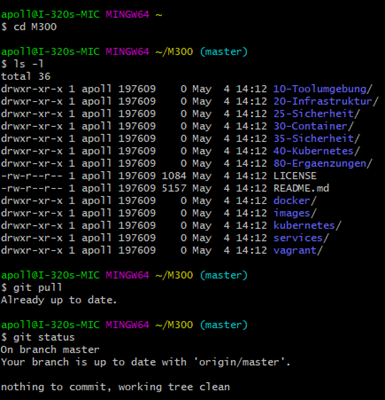 apoll@I-320s-MIC MINGW64 ~
$ cd M300
apoll@I-320s-MIC MINGW64 ~/M300 (master)
$ ls -l
total 36
drwxr-xr-x 1 apoll 197609    0 May  4 14:12 10-Toolumgebung/
drwxr-xr-x 1 apoll 197609    0 May  4 14:12 20-Infrastruktur/
drwxr-xr-x 1 apoll 197609    0 May  4 14:12 25-Sicherheit/
drwxr-xr-x 1 apoll 197609    0 May  4 14:12 30-Container/
drwxr-xr-x 1 apoll 197609    0 May  4 14:12 35-Sicherheit/
drwxr-xr-x 1 apoll 197609    0 May  4 14:12 40-Kubernetes/
drwxr-xr-x 1 apoll 197609    0 May  4 14:12 80-Ergaenzungen/
-rw-r--r-- 1 apoll 197609 1084 May  4 14:12 LICENSE
-rw-r--r-- 1 apoll 197609 5157 May  4 14:12 README.md
drwxr-xr-x 1 apoll 197609    0 May  4 14:12 docker/
drwxr-xr-x 1 apoll 197609    0 May  4 14:12 images/
drwxr-xr-x 1 apoll 197609    0 May  4 14:12 kubernetes/
drwxr-xr-x 1 apoll 197609    0 May  4 14:12 services/
drwxr-xr-x 1 apoll 197609    0 May  4 14:12 vagrant/
apoll@I-320s-MIC MINGW64 ~/M300 (master)
$ git pull
Already up to date.
apoll@I-320s-MIC MINGW64 ~/M300 (master)
$ git status
On branch master
Your branch is up to date with 'origin/master'.
nothing to commit, working tree clean